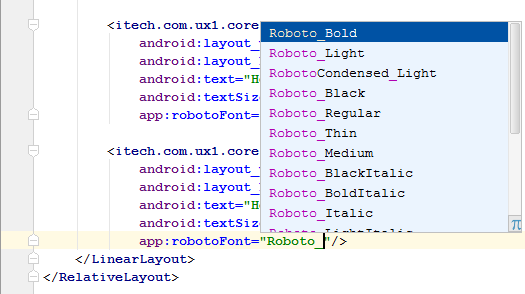 <itech.com.ux1.core
android:layout_
android:layout_
android:text="H
android:textSiz
app:robotoFont=
<itech.com.ux1.core
android:layout_
android:layout_
android:text="H
android:textSiz
app:robotoFont="Roboto_"/>
</LinearLayout>
</RelativeLayout>
Roboto_Bold
Roboto_Light
RobotoCondensed_Light
Roboto_Black
Roboto_Regular
Roboto_Thin
Roboto_Medium
Roboto_BlackItalic
Roboto_BoldItalic
Roboto_Italic
Roboto_LightItalic
π